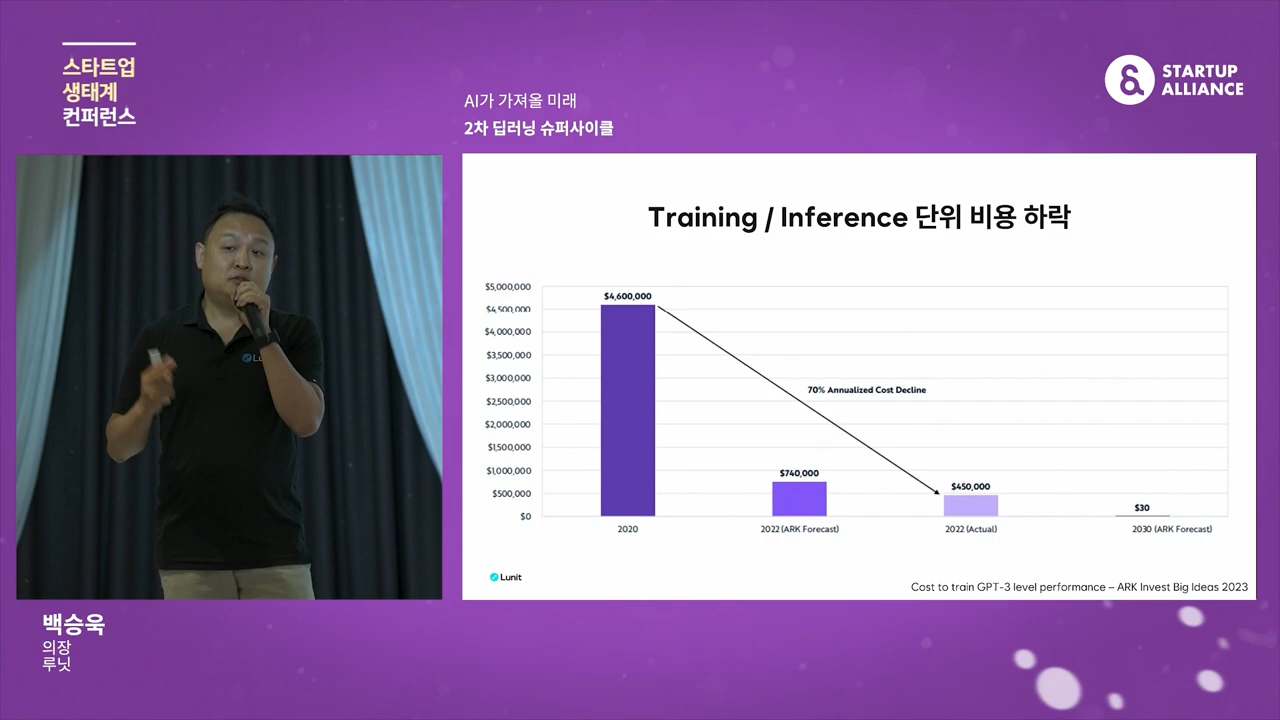 스타트업
생태계
컨퍼런스
AI가 가져올 미래
2차 딥러닝 슈퍼사이클
STARTUP
ALLIANCE
Training / Inference 단위 비용 하락
$5,000,000
$4,500,000
$4,000,000
$3,500,000
$3,000,000
$2,500,000
$2,000,000
$1,500,000
$1,000,000
$500,000
$0
$4,600,000
70% Annualized Cost Decline
$740,000
$450,000
$30
2020
2022 (ARK Forecast)
2022 (Actual)
2030 (ARK Forecast)
Lunit
Cost to train GPT-3 level performance – ARK Invest Big Ideas 2023
백승욱
의장
루닛